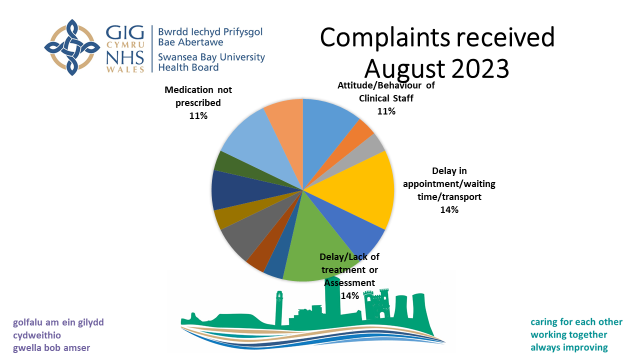 GIG
CYMRU
NHS
WALES
Bwrdd Iechyd Prifysgol
Bae Abertawe
Swansea Bay University
Health Board
Complaints received
August 2023
Medication not
prescribed
11%
Attitude/Behaviour of
Clinical Staff
11%
Delay in
appointment/waiting
time/transport
14%
Delay/Lack of
treatment or
Assessment
14%
golfalu am ein gilydd
cydweithio
gwella bob amser
caring for each other
working together
always improving